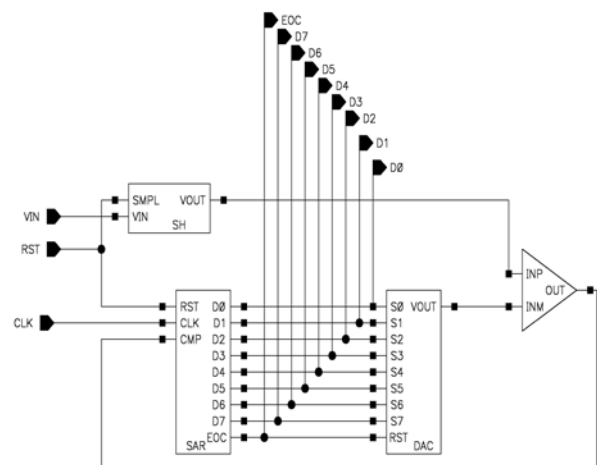 EOC
D7
D6
D5
D4
D3
D2
D1
DØ
SMPL VOUT
VIN VIN
SH
RST
INP
OUT
INM
RST DØ SØ VOUT
CLK CLK D1 S1
CMP D2 S2
D3 S3
D4 S4
D5 S5
D6 S6
D7 S7
EOC RST
SAR DAC